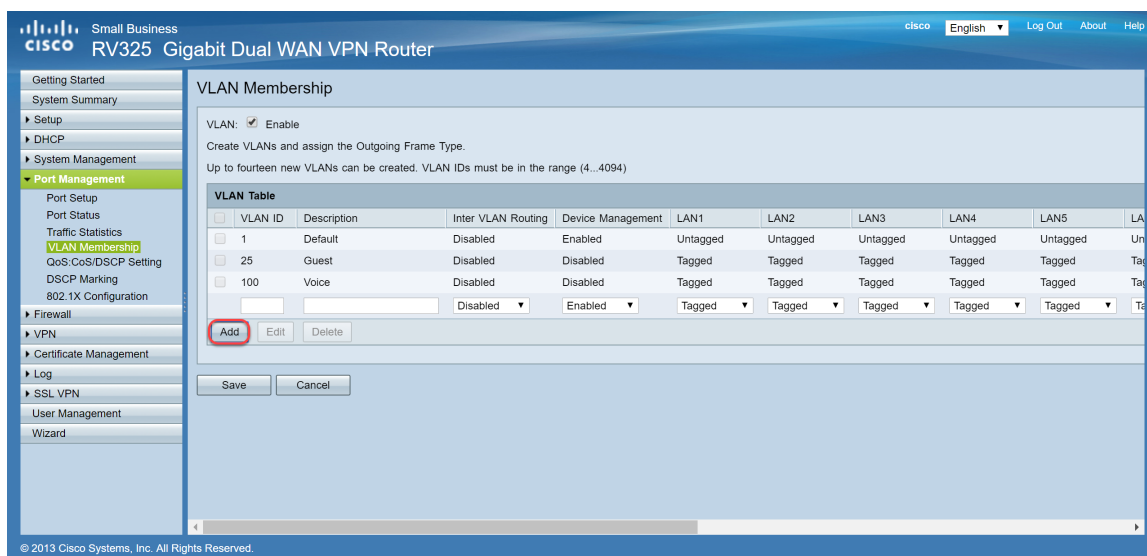 Small Business
cisco English Log Out About Help
CISCO RV325 Gigabit Dual WAN VPN Router
Getting Started
System Summary
Setup
DHCP
System Management
Port Management
Port Setup
Port Status
Traffic Statistics
VLAN Membership
QoS:CoS/DSCP Setting
DSCP Marking
802.1X Configuration
Firewall
VPN
Certificate Management
Log
SSL VPN
User Management
Wizard
VLAN Membership
VLAN: Enable
Create VLANs and assign the Outgoing Frame Type.
Up to fourteen new VLANs can be created. VLAN IDs must be in the range (4...4094)
VLAN Table
VLAN ID Description Inter VLAN Routing Device Management LAN1 LAN2 LAN3 LAN4 LAN5 LA
1 Default Disabled Enabled Untagged Untagged Untagged Untagged Untagged Un
25 Guest Disabled Disabled Tagged Tagged Tagged Tagged Tagged Tag
100 Voice Disabled Disabled Tagged Tagged Tagged Tagged Tagged Tag
Disabled Enabled Tagged Tagged Tagged Tagged Tagged Ta
Add Edit Delete
Save Cancel
© 2013 Cisco Systems, Inc. All Rights Reserved.